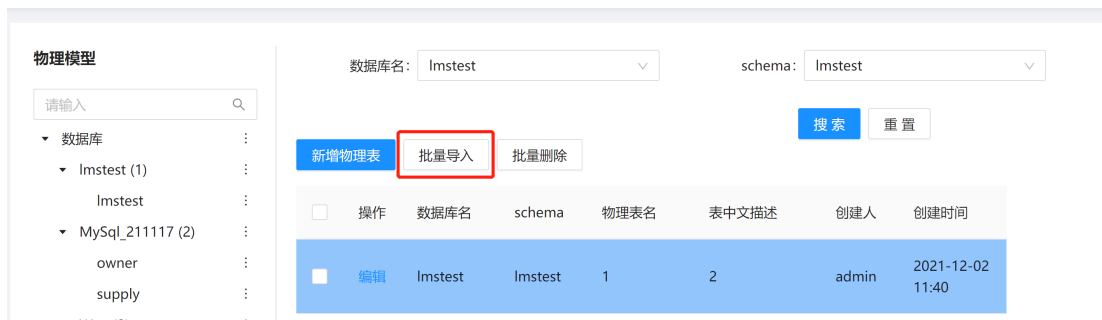 物理模型
请输入
数据库
lmstest (1)
lmstest
MySql_211117 (2)
owner
supply
数据库名: lmstest schema: lmstest
搜 索 重 置
新增物理表 批量导入 批量删除
操作 数据库名 schema 物理表名 表中文描述 创建人 创建时间
编辑 lmstest lmstest 1 2 admin 2021-12-02
11:40